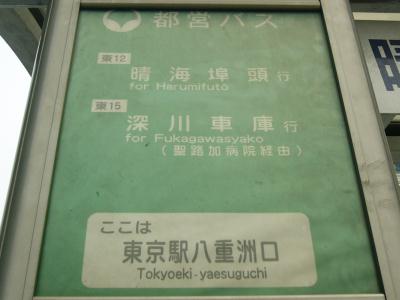 都営バス
東12
晴海埠頭行
for Harumifutō
東15
深川車庫行
for Fukagawasyako
(聖路加病院経由)
ここは
東京駅八重洲口
Tokyoeki-yaesuguchi